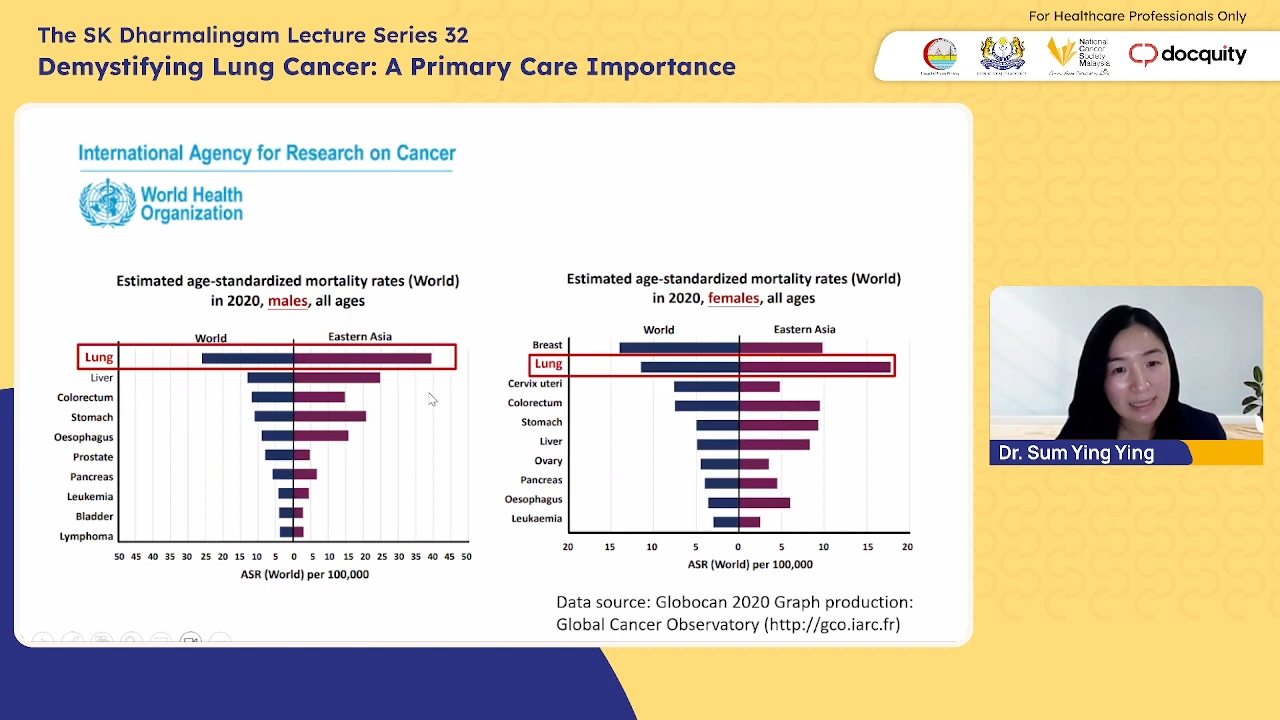 The SK Dharmalingam Lecture Series 32
Demystifying Lung Cancer: A Primary Care Importance
For Healthcare Professionals Only
National
Cancer
Society
Malaysia
docquity
International Agency for Research on Cancer
World Health
Organization
Estimated age-standardized mortality rates (World)
in 2020, males, all ages
World
Eastern Asia
Lung
Liver
Colorectum
Stomach
Oesophagus
Prostate
Pancreas
Leukemia
Bladder
Lymphoma
50 45 40 35 30 25 20 15 10 5 0 5 10 15 20 25 30 35 40 45 50
ASR (World) per 100,000
Estimated age-standardized mortality rates (World)
in 2020, females, all ages
World
Eastern Asia
Breast
Lung
Cervix uteri
Colorectum
Stomach
Liver
Ovary
Pancreas
Oesophagus
Leukaemia
20 15 10 5 0 5 10 15 20
ASR (World) per 100,000
Data source: Globocan 2020 Graph production:
Global Cancer Observatory (http://gco.iarc.fr)
Dr. Sum Ying Ying